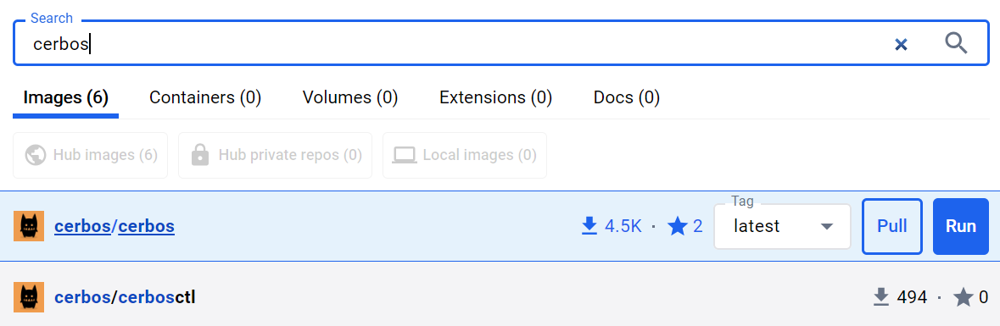 Search
cerbos
Images (6) Containers (0) Volumes (0) Extensions (0) Docs (0)
Hub images (6) Hub private repos (0) Local images (0)
cerbos/cerbos 4.5K · 2 Tag latest Pull Run
cerbos/cerbosctl 494 · 0